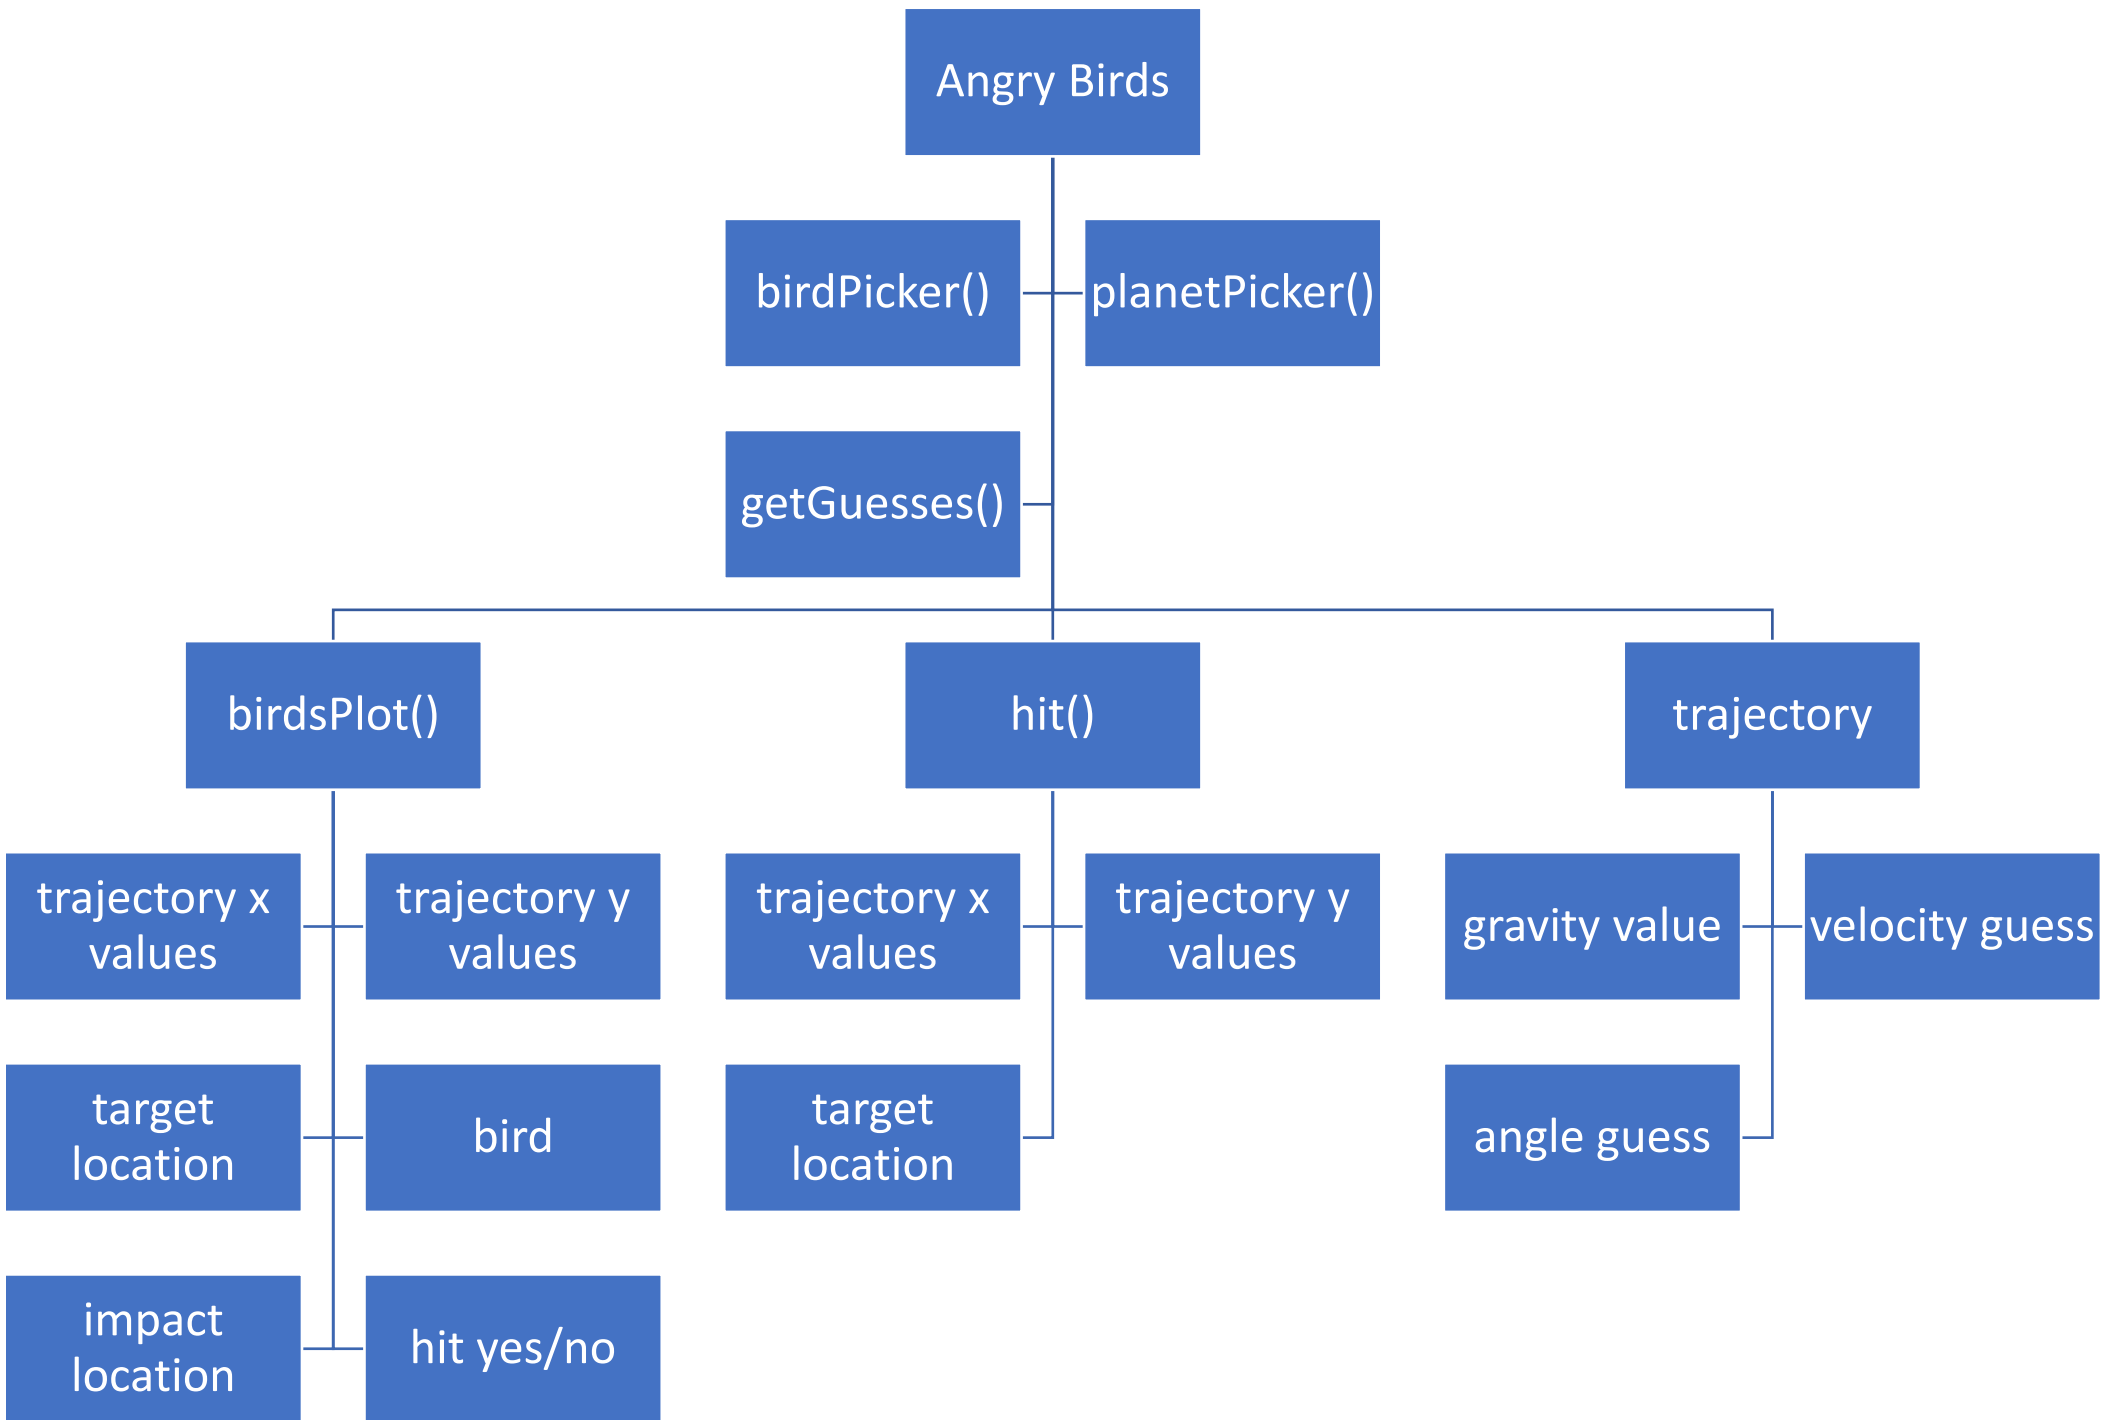 Angry Birds
birdPicker()
planetPicker()
getGuesses()
birdsPlot()
hit()
trajectory
trajectory x
values
trajectory y
values
trajectory x
values
trajectory y
values
gravity value
velocity guess
target
location
bird
target
location
angle guess
impact
location
hit yes/no